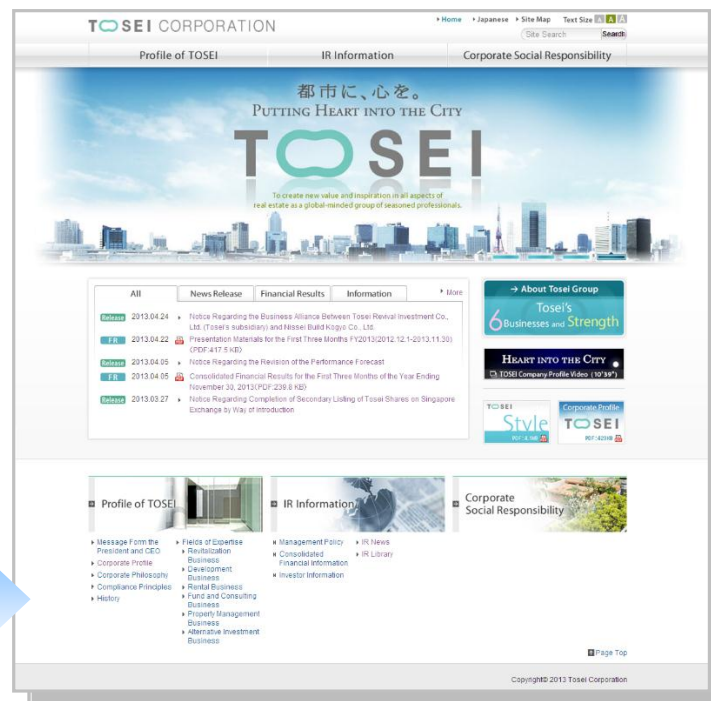 TOSEI CORPORATION
Home Japanese Site Map Text Size A A A
Site Search Search
Profile of TOSEI IR Information Corporate Social Responsibility
都市に、心を。
PUTTING HEART INTO THE CITY
TOSEI
To create new value and inspiration in all aspects of
real estate as a global-minded group of seasoned professionals.
All News Release Financial Results Information More
Release 2013.04.24 Notice Regarding the Business Alliance Between Tosei Revival Investment Co.,
Ltd. (Tosei's subsidiary) and Nissei Build Kogyo Co., Ltd.
FR 2013.04.22 Presentation Materials for the First Three Months FY2013(2012.12.1-2013.11.30)
(PDF:417.5 KB)
Release 2013.04.05 Notice Regarding the Revision of the Performance Forecast
FR 2013.04.05 Consolidated Financial Results for the First Three Months of the Year Ending
November 30, 2013(PDF:239.8 KB)
Release 2013.03.27 Notice Regarding Completion of Secondary Listing of Tosei Shares on Singapore
Exchange by Way of Introduction
→ About Tosei Group
Tosei's
6 Businesses and Strength
HEART INTO THE CITY
TOSEI Company Profile Video (10'39")
TOSEI
Style
Corporate Profile
TOSEI
Profile of TOSEI
Message Form the
President and CEO
Corporate Profile
Corporate Philosophy
Compliance Principles
History
Fields of Expertise
Revitalization
Business
Development
Business
Rental Business
Fund and Consulting
Business
Property Management
Business
Alternative Investment
Business
IR Information
Management Policy
Consolidated
Financial Information
Investor Information
IR News
IR Library
Corporate
Social Responsibility
Page Top
Copyright© 2013 Tosei Corporation